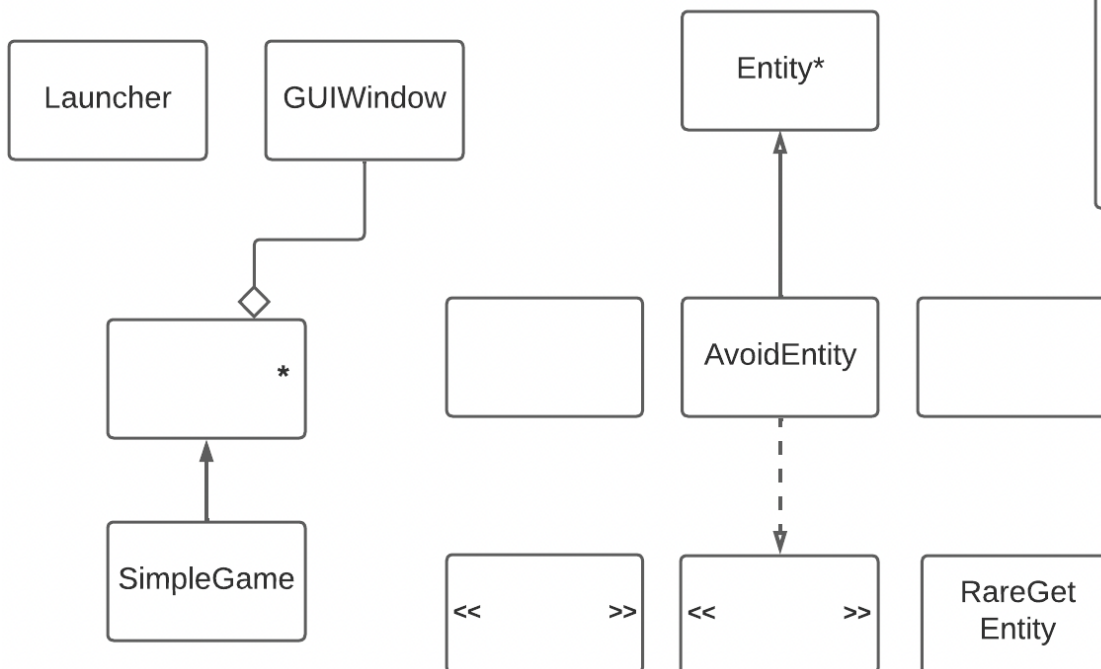 Entity*
Launcher
GUIWindow
AvoidEntity
*
SimpleGame
<< >>
<< >>
RareGet
Entity